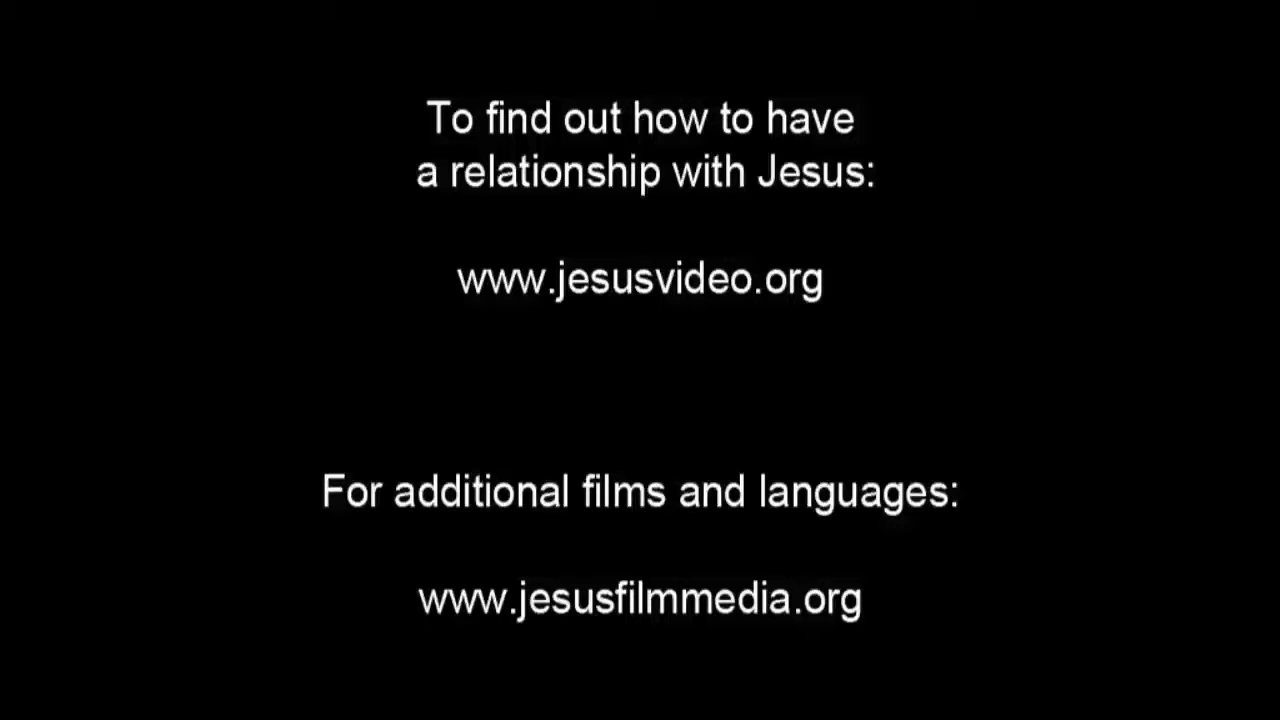 To find out how to have
a relationship with Jesus:
www.jesusvideo.org
For additional films and languages:
www.jesusfilmmedia.org